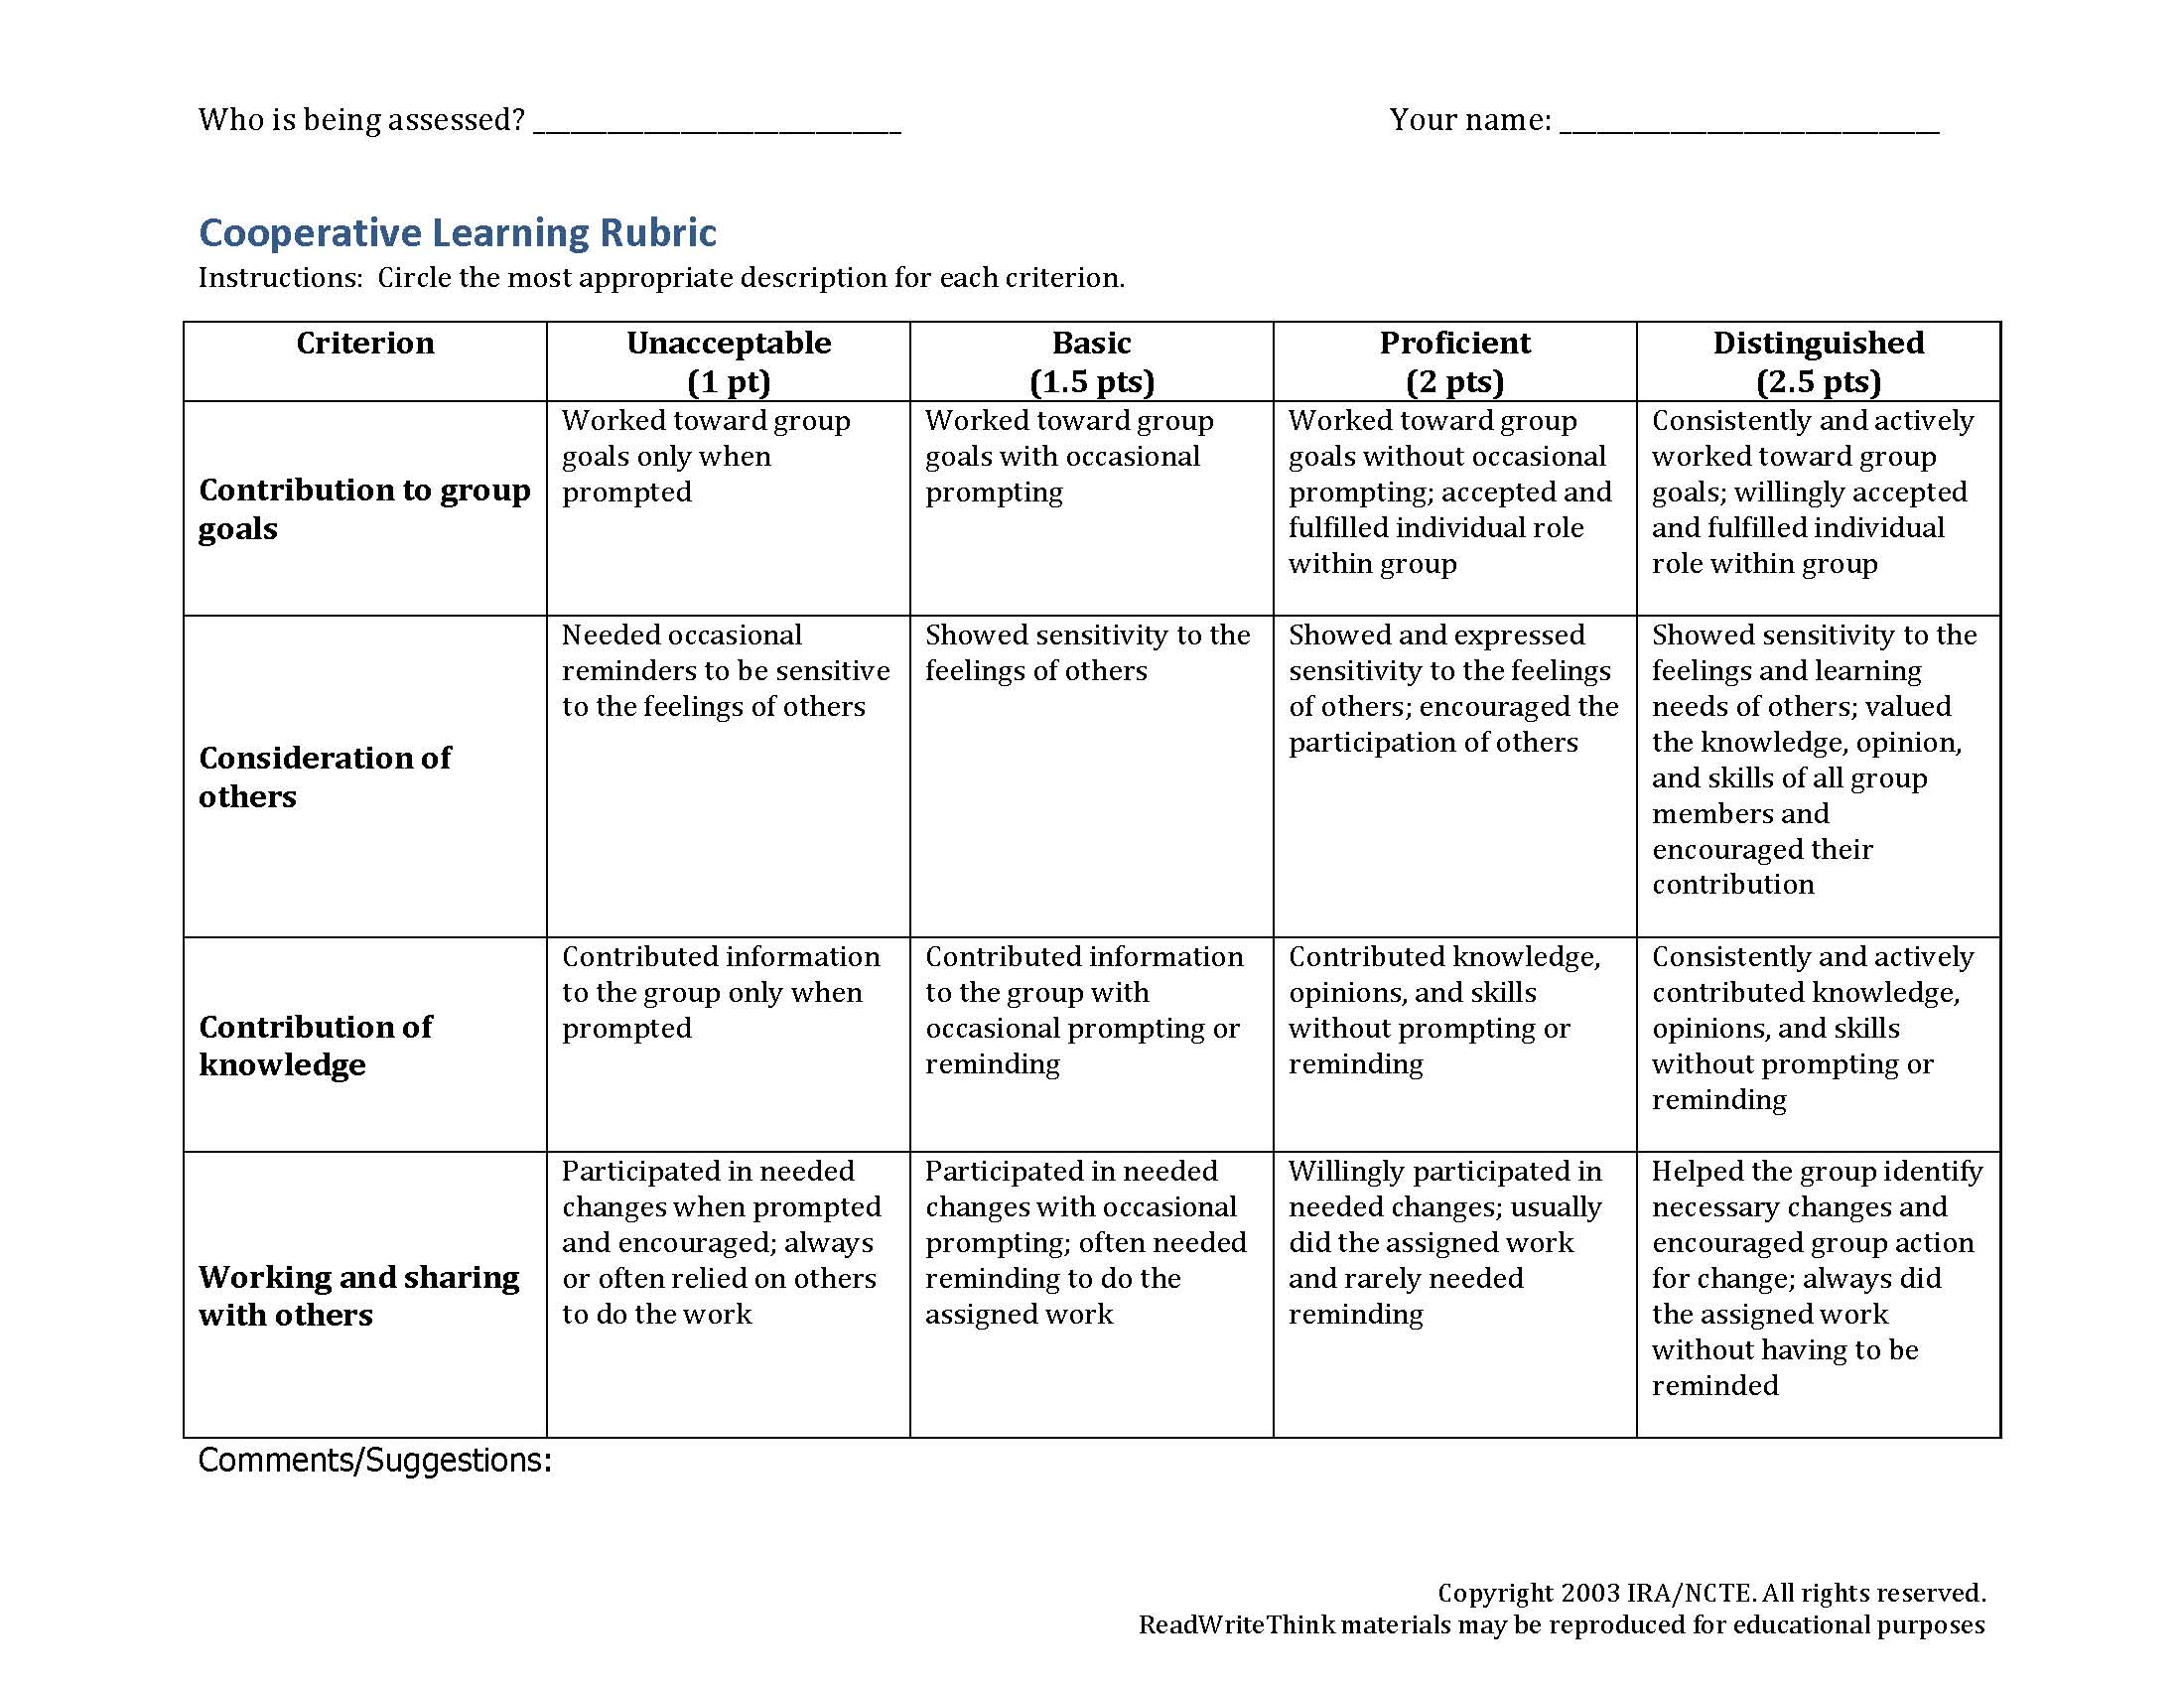 Who is being assessed? ____________________________ Your name: _____________________________
Cooperative Learning Rubric
Instructions:  Circle the most appropriate description for each criterion.
Criterion
Unacceptable
(1 pt)
Basic
(1.5 pts)
Proficient
(2 pts)
Distinguished
(2.5 pts)
Contribution to group
goals
Worked toward group
goals only when
prompted
Worked toward group
goals with occasional
prompting
Worked toward group
goals without occasional
prompting; accepted and
fulfilled individual role
within group
Consistently and actively
worked toward group
goals; willingly accepted
and fulfilled individual
role within group
Consideration of
others
Needed occasional
reminders to be sensitive
to the feelings of others
Showed sensitivity to the
feelings of others
Showed and expressed
sensitivity to the feelings
of others; encouraged the
participation of others
Showed sensitivity to the
feelings and learning
needs of others; valued
the knowledge, opinion,
and skills of all group
members and
encouraged their
contribution
Contribution of
knowledge
Contributed information
to the group only when
prompted
Contributed information
to the group with
occasional prompting or
reminding
Contributed knowledge,
opinions, and skills
without prompting or
reminding
Consistently and actively
contributed knowledge,
opinions, and skills
without prompting or
reminding
Working and sharing
with others
Participated in needed
changes when prompted
and encouraged; always
or often relied on others
to do the work
Participated in needed
changes with occasional
prompting; often needed
reminding to do the
assigned work
Willingly participated in
needed changes; usually
did the assigned work
and rarely needed
reminding
Helped the group identify
necessary changes and
encouraged group action
for change; always did
the assigned work
without having to be
reminded
Comments/Suggestions:
Copyright 2003 IRA/NCTE. All rights reserved.
ReadWriteThink materials may be reproduced for educational purposes